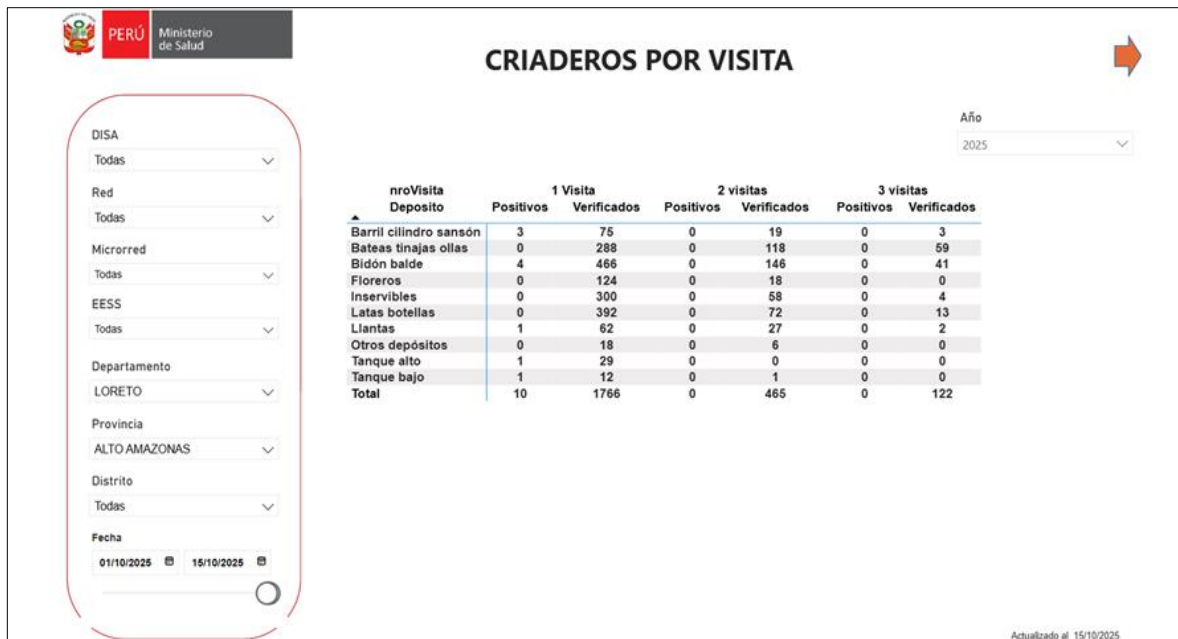 PERÚ Ministerio de Salud
CRIADEROS POR VISITA
DISA
Todas
Red
Todas
Microrred
Todas
EESS
Todas
Departamento
LORETO
Provincia
ALTO AMAZONAS
Distrito
Todas
Fecha
01/10/2025 15/10/2025
Año
2025
nroVisita 1 Visita 2 visitas 3 visitas
Deposito Positivos Verificados Positivos Verificados Positivos Verificados
Barril cilindro sansón 3 75 0 19 0 3
Bateas tinajas ollas 0 288 0 118 0 59
Bidón balde 4 466 0 146 0 41
Floreros 0 124 0 18 0 0
Inservibles 0 300 0 58 0 4
Latas botellas 0 392 0 72 0 13
Llantas 1 62 0 27 0 2
Otros depósitos 0 18 0 6 0 0
Tanque alto 1 29 0 0 0 0
Tanque bajo 1 12 0 1 0 0
Total 10 1766 0 465 0 122
Actualizado al 15/10/2025